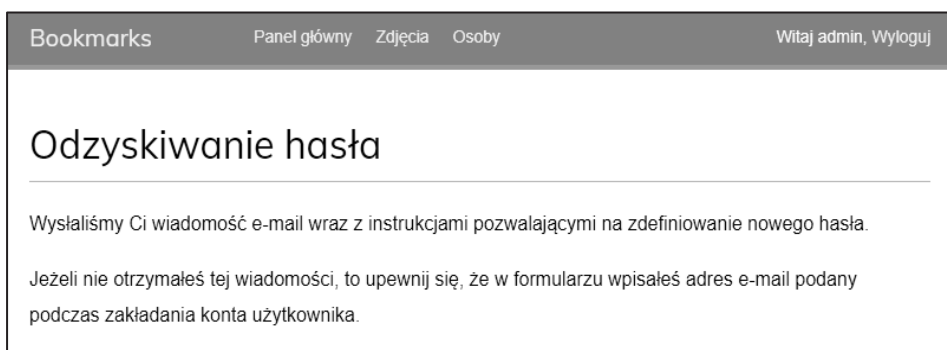 Bookmarks Panel główny Zdjęcia Osoby Witaj admin, Wyloguj
Odzyskiwanie hasła
Wysłaliśmy Ci wiadomość e-mail wraz z instrukcjami pozwalającymi na zdefiniowanie nowego hasła.
Jeżeli nie otrzymałeś tej wiadomości, to upewnij się, że w formularzu wpisałeś adres e-mail podany
podczas zakładania konta użytkownika.